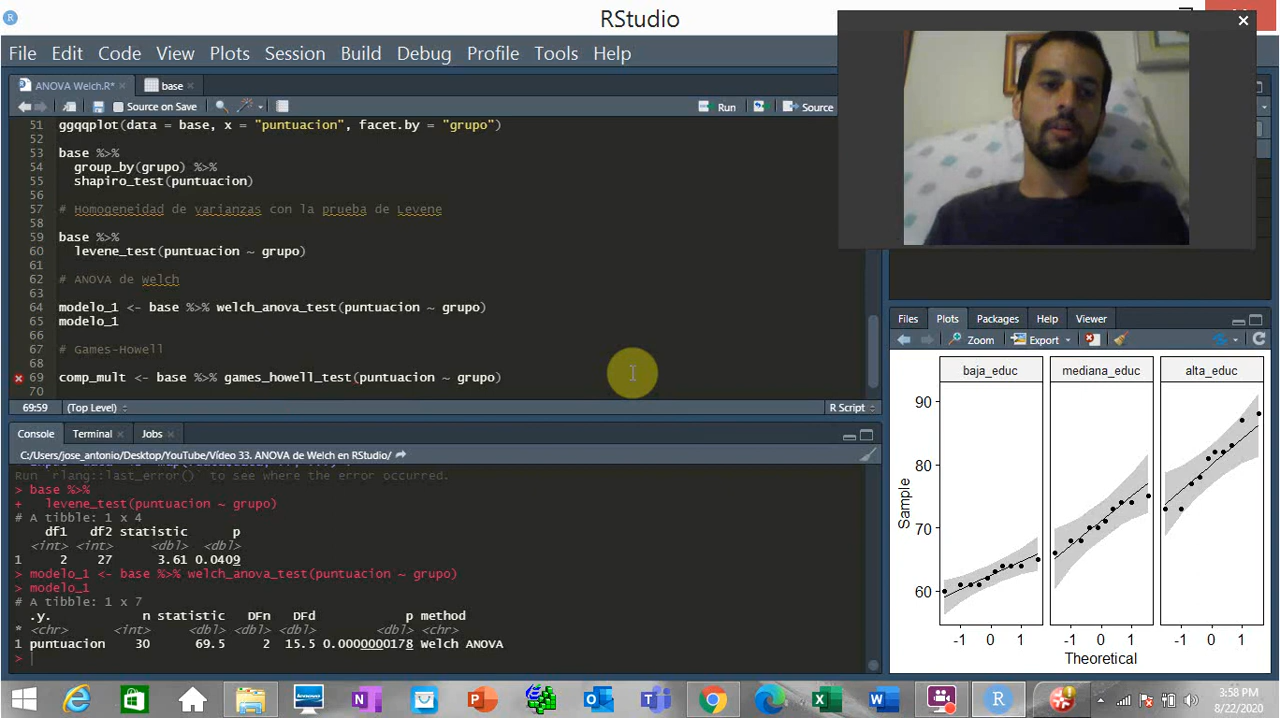 RStudio
File Edit Code View Plots Session Build Debug Profile Tools Help
ANOVA Welch.R* base
Source on Save Run Source
51 ggqqplot(data = base, x = "puntuacion", facet.by = "grupo")
52
53 base %>%
54 group_by(grupo) %>%
55 shapiro_test(puntuacion)
56
57 # Homogeneidad de varianzas con la prueba de Levene
58
59 base %>%
60 levene_test(puntuacion ~ grupo)
61
62 # ANOVA de Welch
63
64 modelo_1 <- base %>% welch_anova_test(puntuacion ~ grupo)
65 modelo_1
66
67 # Games-Howell
68
69 comp_mult <- base %>% games_howell_test(puntuacion ~ grupo)
70
69:59 (Top Level) R Script
Console Terminal Jobs
C:/Users/jose_antonio/Desktop/YouTube/Vídeo 33. ANOVA de Welch en RStudio/
Run `rlang::last_error()` to see where the error occurred.
> base %>%
+ levene_test(puntuacion ~ grupo)
# A tibble: 1 x 4
df1 df2 statistic p
<int> <int> <dbl> <dbl>
1 2 27 3.61 0.0409
> modelo_1 <- base %>% welch_anova_test(puntuacion ~ grupo)
> modelo_1
# A tibble: 1 x 7
.y. n statistic DFn DFd p method
* <chr> <int> <dbl> <dbl> <dbl> <dbl> <chr>
1 puntuacion 30 69.5 2 15.5 0.0000000178 Welch ANOVA
>
Files Plots Packages Help Viewer
Zoom Export
baja_educ mediana_educ alta_educ
90
80
70
60
Sample
-1 0 1 -1 0 1 -1 0 1
Theoretical
3:58 PM
8/22/2020